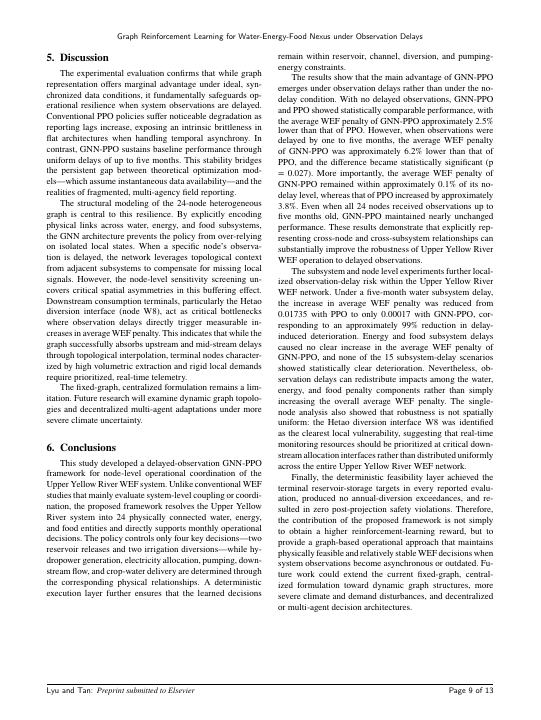 Graph Reinforcement Learning for Water-Energy-Food Nexus under Observation Delays
5. Discussion
The experimental evaluation confirms that while graph
representation offers marginal advantage under ideal, syn-
chronized data conditions, it fundamentally safeguards op-
erational resilience when system observations are delayed.
Conventional PPO policies suffer noticeable degradation as
reporting lags increase, exposing an intrinsic brittleness in
flat architectures when handling temporal asynchrony. In
contrast, GNN-PPO sustains baseline performance through
uniform delays of up to five months. This stability bridges
the persistent gap between theoretical optimization mod-
els—which assume instantaneous data availability—and the
realities of fragmented, multi-agency field reporting.
The structural modeling of the 24-node heterogeneous
graph is central to this resilience. By explicitly encoding
physical links across water, energy, and food subsystems,
the GNN architecture prevents the policy from over-relying
on isolated local states. When a specific node's observa-
tion is delayed, the network leverages topological context
from adjacent subsystems to compensate for missing local
signals. However, the node-level sensitivity screening un-
covers critical spatial asymmetries in this buffering effect.
Downstream consumption terminals, particularly the Hetao
diversion interface (node W8), act as critical bottlenecks
where observation delays directly trigger measurable in-
creases in average WEF penalty. This indicates that while the
graph successfully absorbs upstream and mid-stream delays
through topological interpolation, terminal nodes character-
ized by high volumetric extraction and rigid local demands
require prioritized, real-time telemetry.
The fixed-graph, centralized formulation remains a lim-
itation. Future research will examine dynamic graph topolo-
gies and decentralized multi-agent adaptations under more
severe climate uncertainty.
6. Conclusions
This study developed a delayed-observation GNN-PPO
framework for node-level operational coordination of the
Upper Yellow River WEF system. Unlike conventional WEF
studies that mainly evaluate system-level coupling or coordi-
nation, the proposed framework resolves the Upper Yellow
River system into 24 physically connected water, energy,
and food entities and directly supports monthly operational
decisions. The policy controls only four key decisions—two
reservoir releases and two irrigation diversions—while hy-
dropower generation, electricity allocation, pumping, down-
stream flow, and crop-water delivery are determined through
the corresponding physical relationships. A deterministic
execution layer further ensures that the learned decisions
remain within reservoir, channel, diversion, and pumping-
energy constraints.
The results show that the main advantage of GNN-PPO
emerges under observation delays rather than under the no-
delay condition. With no delayed observations, GNN-PPO
and PPO showed statistically comparable performance, with
the average WEF penalty of GNN-PPO approximately 2.5%
lower than that of PPO. However, when observations were
delayed by one to five months, the average WEF penalty
of GNN-PPO was approximately 6.2% lower than that of
PPO, and the difference became statistically significant (p
= 0.027). More importantly, the average WEF penalty of
GNN-PPO remained within approximately 0.1% of its no-
delay level, whereas that of PPO increased by approximately
3.8%. Even when all 24 nodes received observations up to
five months old, GNN-PPO maintained nearly unchanged
performance. These results demonstrate that explicitly rep-
resenting cross-node and cross-subsystem relationships can
substantially improve the robustness of Upper Yellow River
WEF operation to delayed observations.
The subsystem and node level experiments further local-
ized observation-delay risk within the Upper Yellow River
WEF network. Under a five-month water subsystem delay,
the increase in average WEF penalty was reduced from
0.01735 with PPO to only 0.00017 with GNN-PPO, cor-
responding to an approximately 99% reduction in delay-
induced deterioration. Energy and food subsystem delays
caused no clear increase in the average WEF penalty of
GNN-PPO, and none of the 15 subsystem-delay scenarios
showed statistically clear deterioration. Nevertheless, ob-
servation delays can redistribute impacts among the water,
energy, and food penalty components rather than simply
increasing the overall average WEF penalty. The single-
node analysis also showed that robustness is not spatially
uniform: the Hetao diversion interface W8 was identified
as the clearest local vulnerability, suggesting that real-time
monitoring resources should be prioritized at critical down-
stream allocation interfaces rather than distributed uniformly
across the entire Upper Yellow River WEF network.
Finally, the deterministic feasibility layer achieved the
terminal reservoir-storage targets in every reported evalu-
ation, produced no annual-diversion exceedances, and re-
sulted in zero post-projection safety violations. Therefore,
the contribution of the proposed framework is not simply
to obtain a higher reinforcement-learning reward, but to
provide a graph-based operational approach that maintains
physically feasible and relatively stable WEF decisions when
system observations become asynchronous or outdated. Fu-
ture work could extend the current fixed-graph, central-
ized formulation toward dynamic graph structures, more
severe climate and demand disturbances, and decentralized
or multi-agent decision architectures.
Lyu and Tan: Preprint submitted to Elsevier
Page 9 of 13